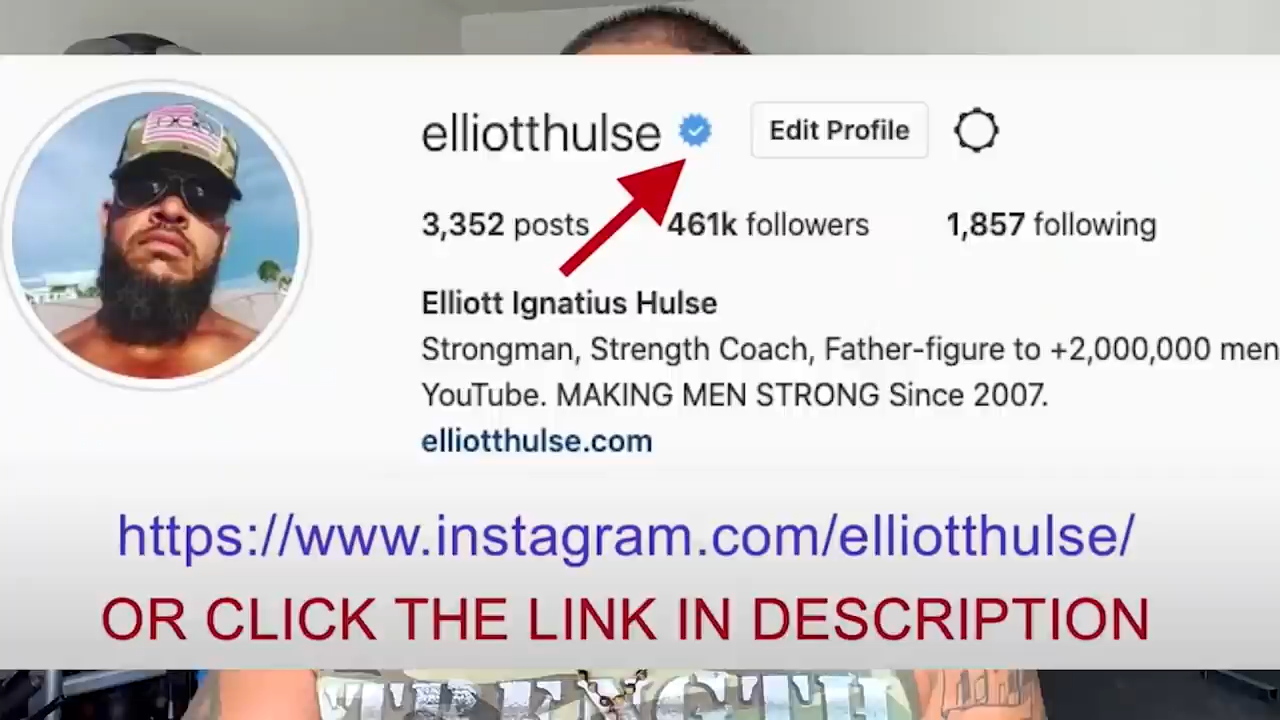 elliotthulse
Edit Profile
3,352 posts
461k followers
1,857 following
Elliott Ignatius Hulse
Strongman, Strength Coach, Father-figure to +2,000,000 men
YouTube. MAKING MEN STRONG Since 2007.
elliotthulse.com
https://www.instagram.com/elliotthulse/
OR CLICK THE LINK IN DESCRIPTION